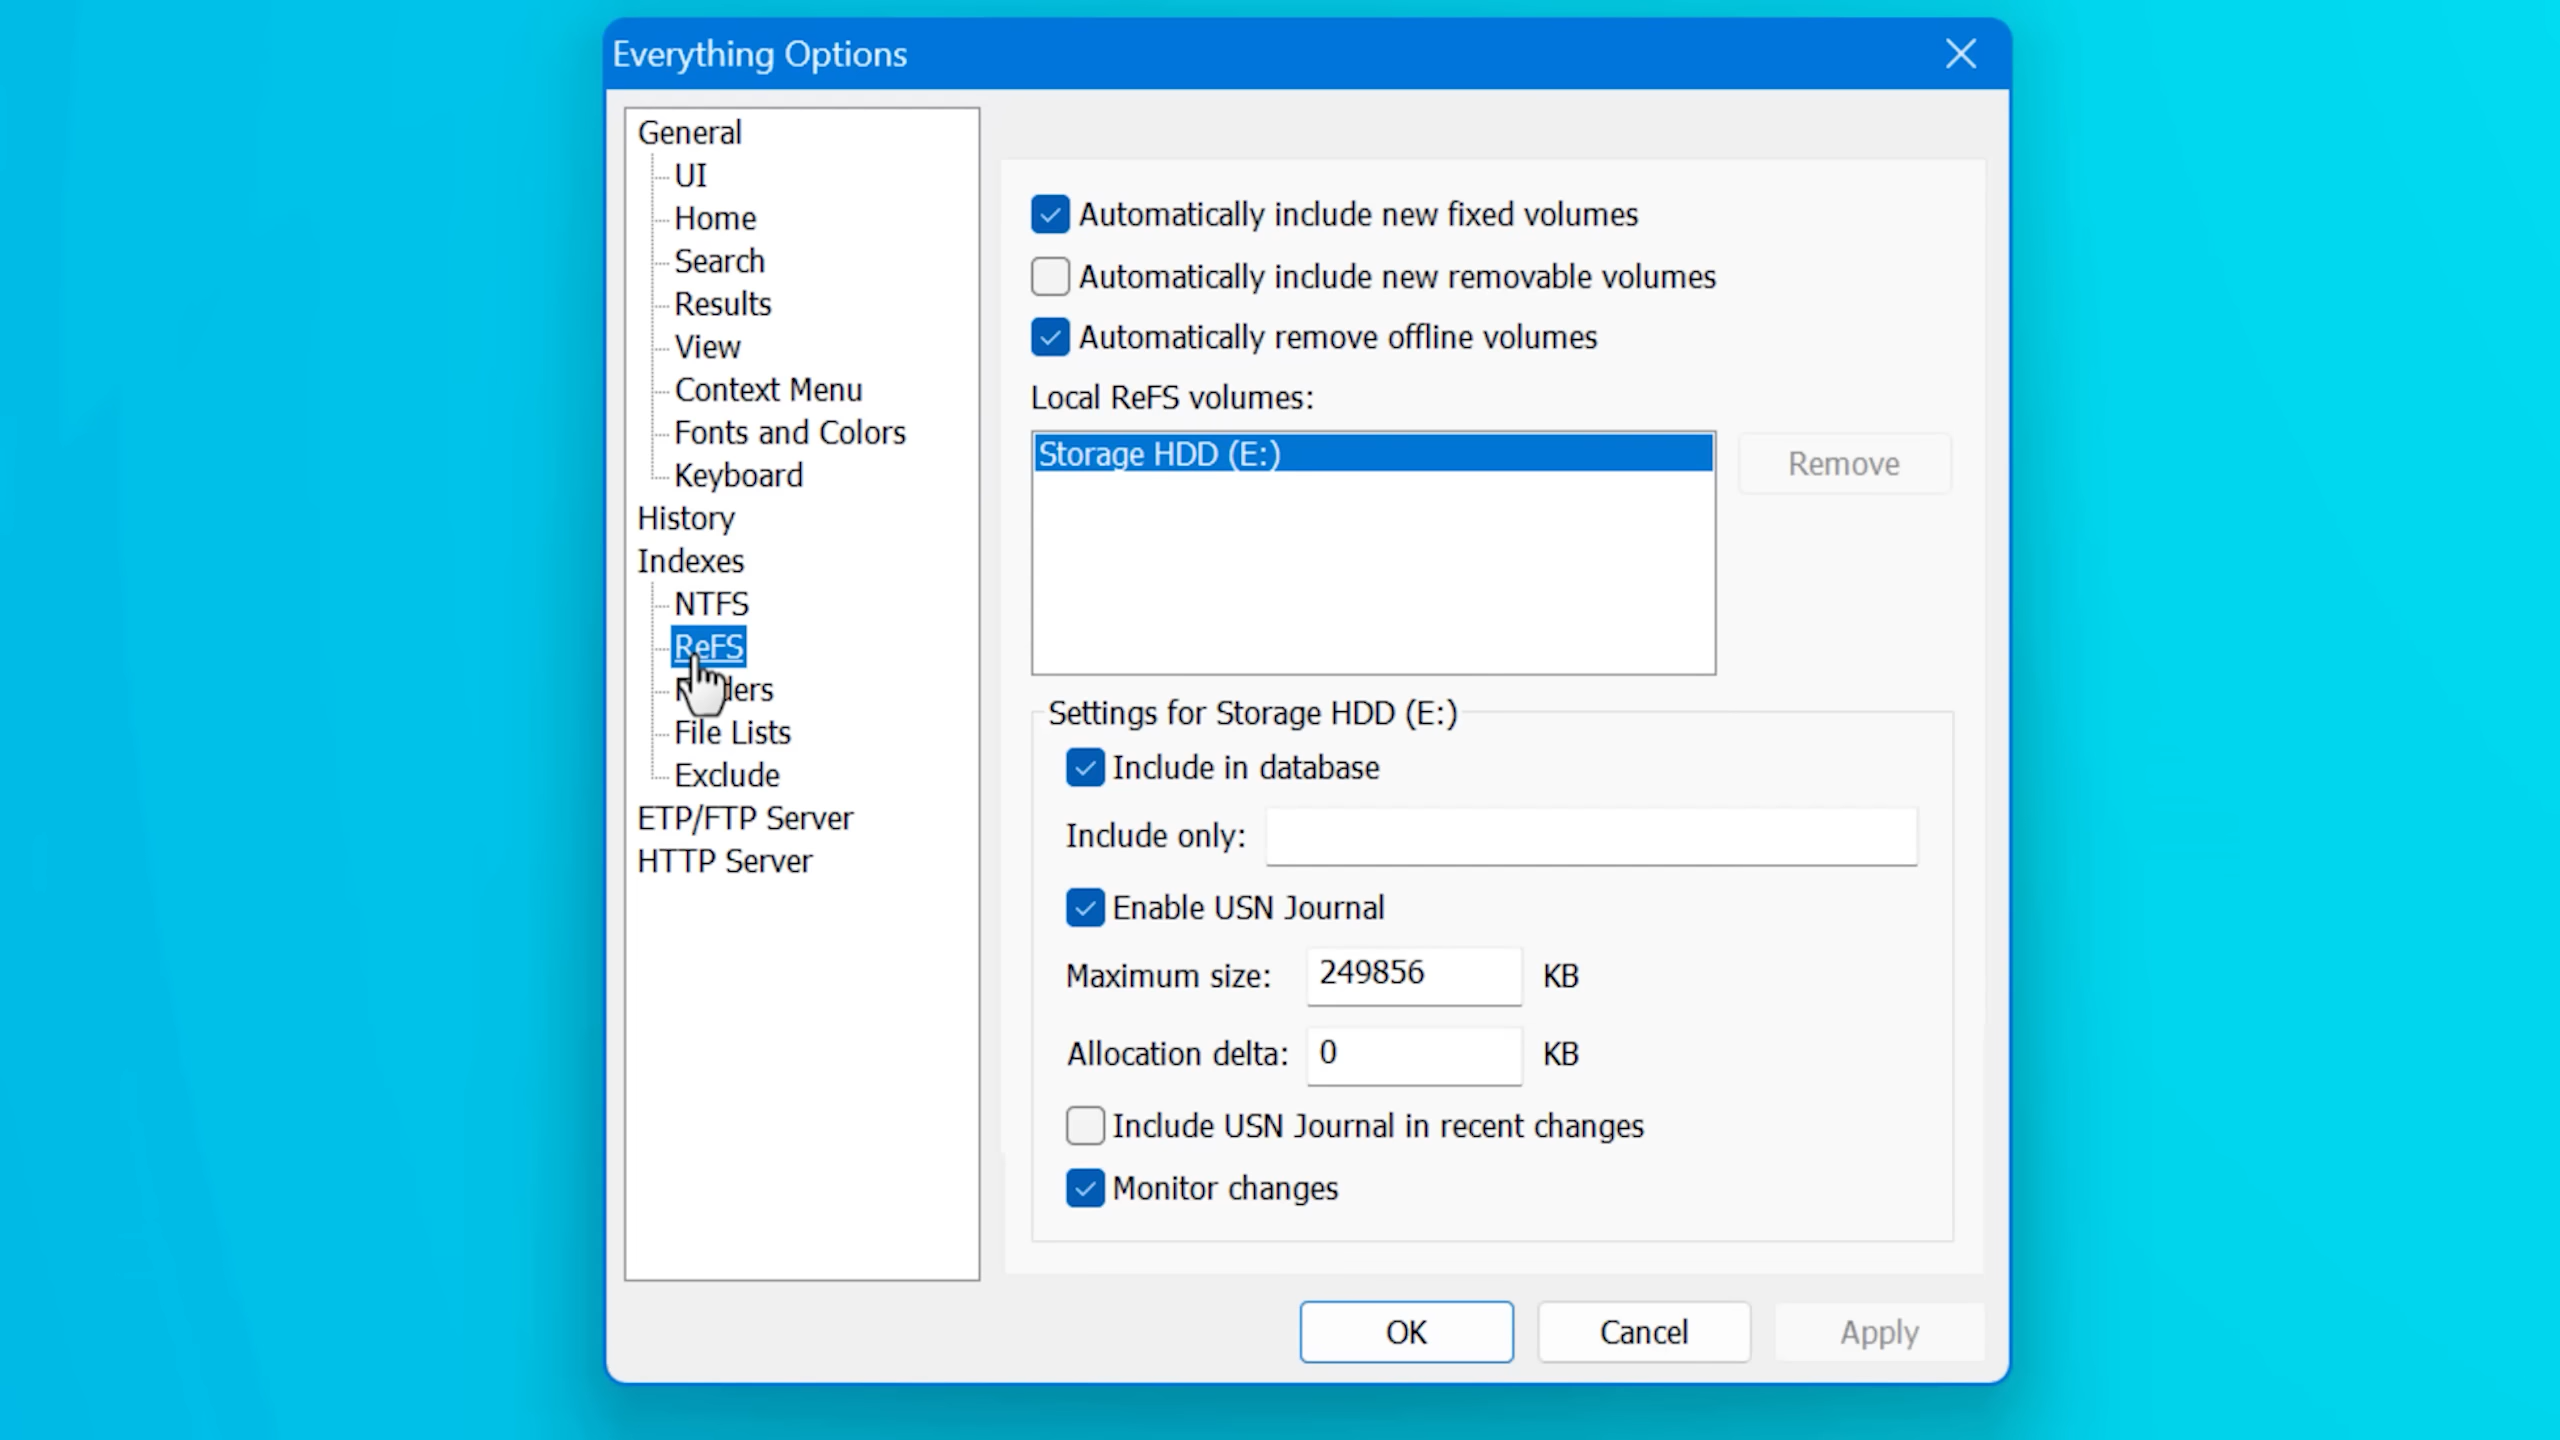 Everything Options
General
UI
Home
Search
Results
View
Context Menu
Fonts and Colors
Keyboard
History
Indexes
NTFS
ReFS
File Lists
Exclude
ETP/FTP Server
HTTP Server
Automatically include new fixed volumes
Automatically include new removable volumes
Automatically remove offline volumes
Local ReFS volumes:
Storage HDD (E:)
Remove
Settings for Storage HDD (E:)
Include in database
Include only:
Enable USN Journal
Maximum size: 249856 KB
Allocation delta: 0 KB
Include USN Journal in recent changes
Monitor changes
OK
Cancel
Apply